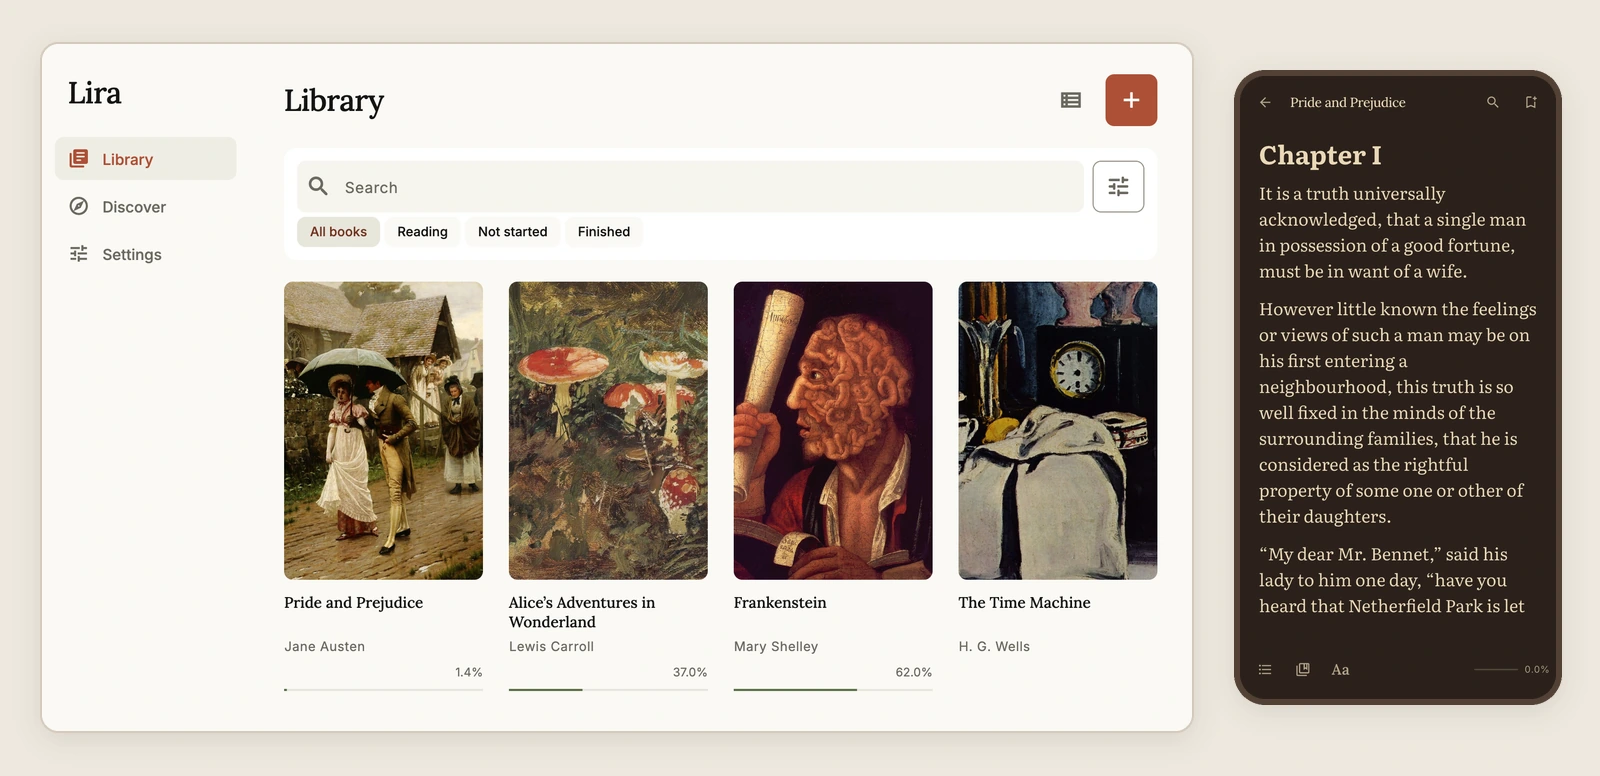 Lira
Library
Discover
Settings
Library
Search
All books
Reading
Not started
Finished
Pride and Prejudice
Jane Austen
1.4%
Alice’s Adventures in
Wonderland
Lewis Carroll
37.0%
Frankenstein
Mary Shelley
62.0%
The Time Machine
H. G. Wells
Pride and Prejudice
Chapter I
It is a truth universally
acknowledged, that a single man
in possession of a good fortune,
must be in want of a wife.
However little known the feelings
or views of such a man may be on
his first entering a
neighbourhood, this truth is so
well fixed in the minds of the
surrounding families, that he is
considered as the rightful
property of some one or other of
their daughters.
“My dear Mr. Bennet,” said his
lady to him one day, “have you
heard that Netherfield Park is let
Aa
0.0%